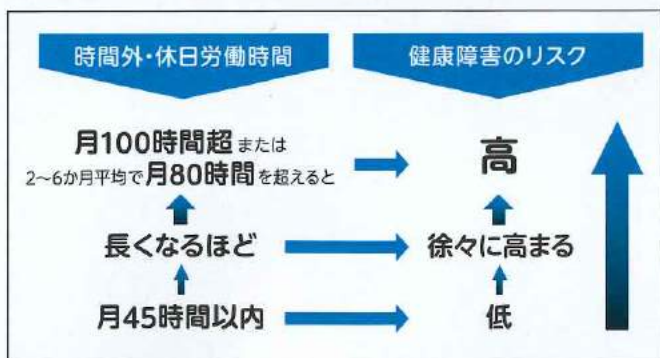 時間外・休日労働時間
健康障害のリスク
月100時間超 または
2～6か月平均で月80時間を超えると
高
長くなるほど
徐々に高まる
月45時間以内
低